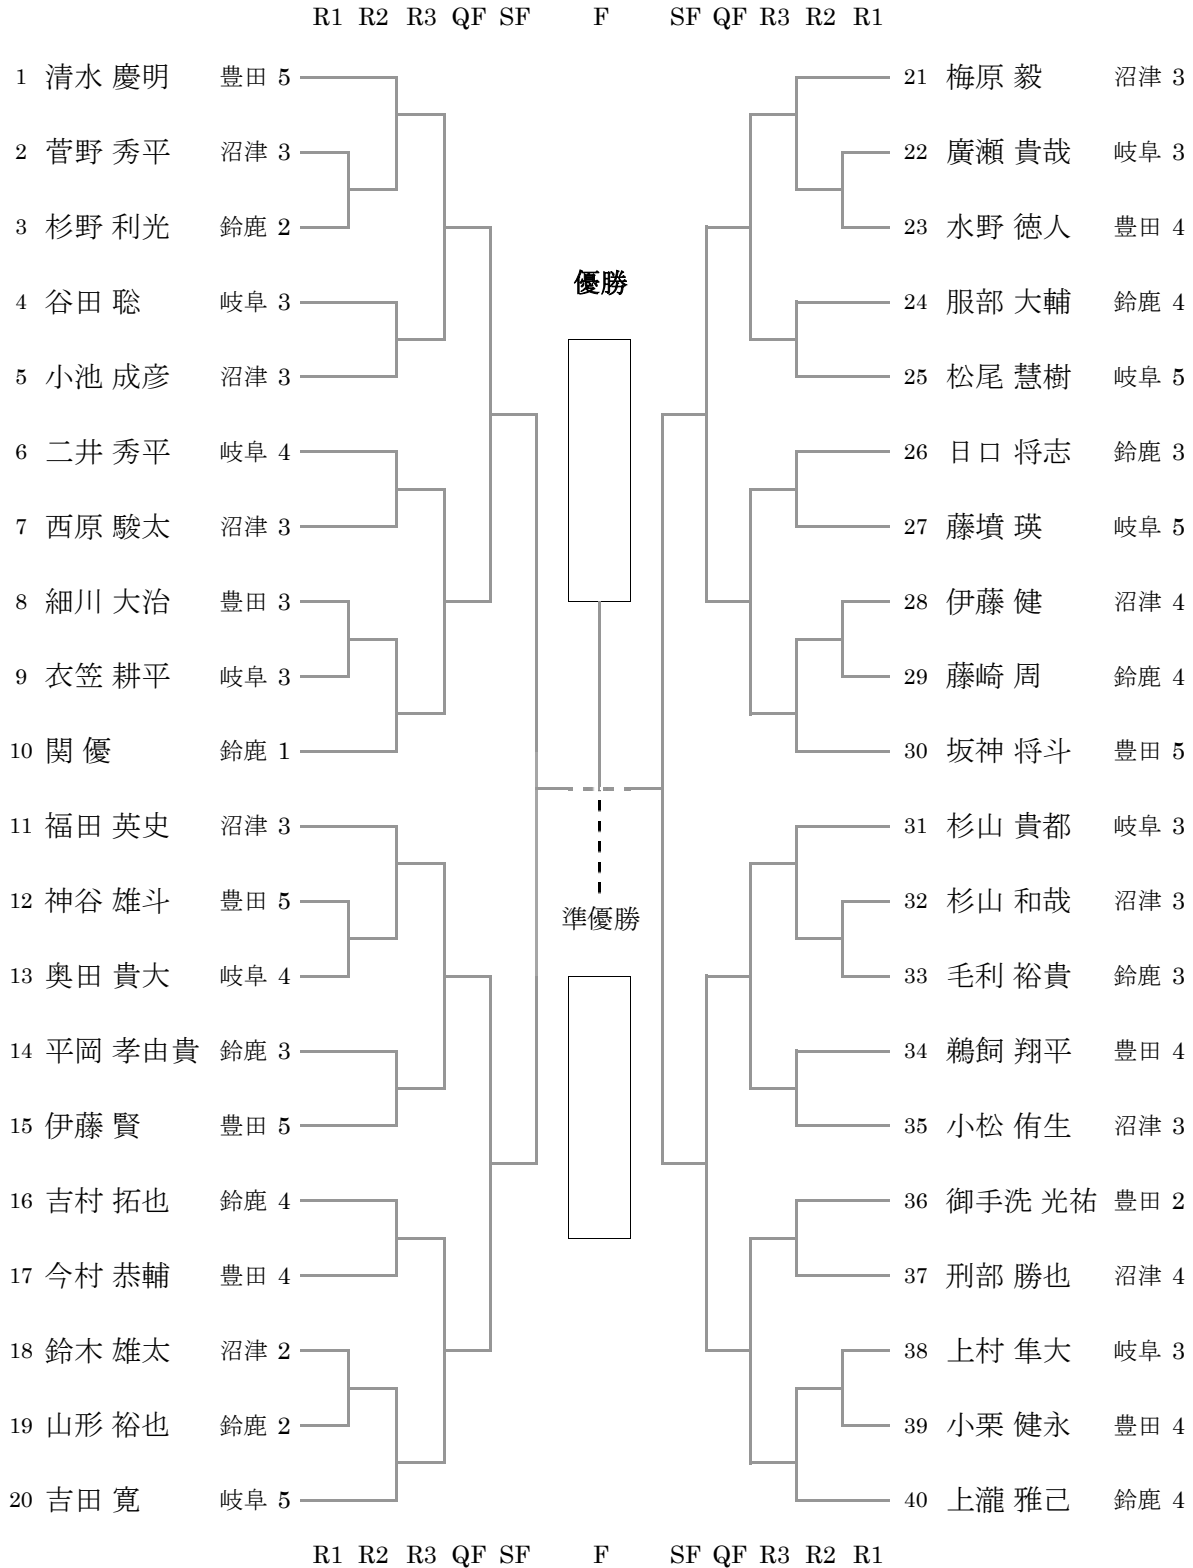 R1 R2 R3 QF SF F SF QF R3 R2 R1
1 清水 慶明 豊田 5 21 梅原 毅 沼津 3
2 菅野 秀平 沼津 3 22 廣瀬 貴哉 岐阜 3
3 杉野 利光 鈴鹿 2 23 水野 徳人 豊田 4
優勝
4 谷田 聡 岐阜 3 24 服部 大輔 鈴鹿 4
5 小池 成彦 沼津 3 25 松尾 慧樹 岐阜 5
6 二井 秀平 岐阜 4 26 日口 将志 鈴鹿 3
7 西原 駿太 沼津 3 27 藤墳 瑛 岐阜 5
8 細川 大治 豊田 3 28 伊藤 健 沼津 4
9 衣笠 耕平 岐阜 3 29 藤崎 周 鈴鹿 4
10 関 優 鈴鹿 1 30 坂神 将斗 豊田 5
11 福田 英史 沼津 3 31 杉山 貴都 岐阜 3
12 神谷 雄斗 豊田 5 32 杉山 和哉 沼津 3
準優勝
13 奥田 貴大 岐阜 4 33 毛利 裕貴 鈴鹿 3
14 平岡 孝由貴 鈴鹿 3 34 鵜飼 翔平 豊田 4
15 伊藤 賢 豊田 5 35 小松 侑生 沼津 3
16 吉村 拓也 鈴鹿 4 36 御手洗 光祐 豊田 2
17 今村 恭輔 豊田 4 37 刑部 勝也 沼津 4
18 鈴木 雄太 沼津 2 38 上村 隼大 岐阜 3
19 山形 裕也 鈴鹿 2 39 小栗 健永 豊田 4
20 吉田 寛 岐阜 5 40 上瀧 雅己 鈴鹿 4
R1 R2 R3 QF SF F SF QF R3 R2 R1